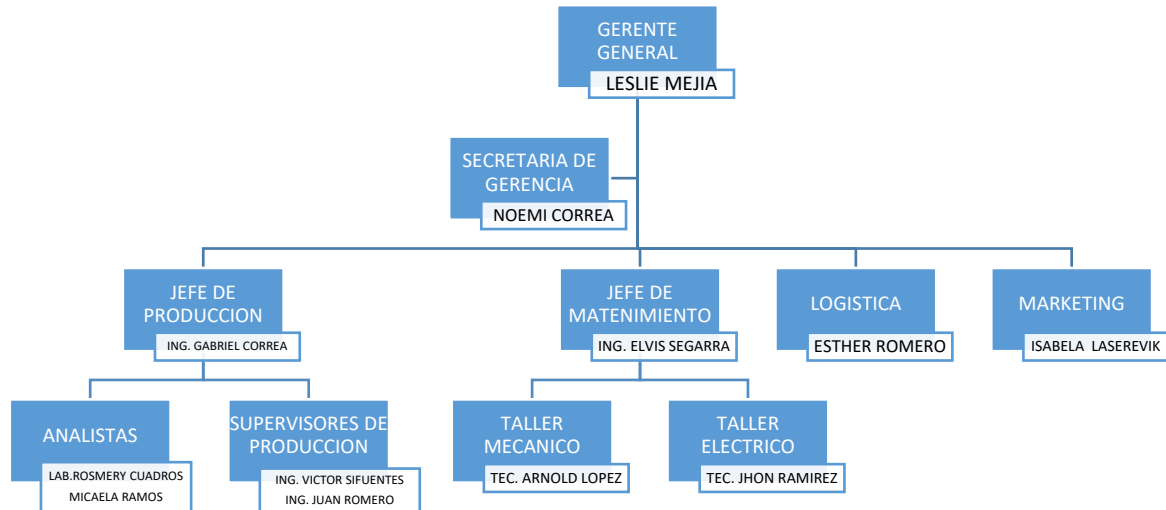 GERENTE
GENERAL
LESLIE MEJIA
SECRETARIA DE
GERENCIA
NOEMI CORREA
JEFE DE
PRODUCCION
ING. GABRIEL CORREA
JEFE DE
MATENIMIENTO
ING. ELVIS SEGARRA
LOGISTICA
ESTHER ROMERO
MARKETING
ISABELA LASEREVIK
ANALISTAS
LAB.ROSMERY CUADROS
MICAELA RAMOS
SUPERVISORES DE
PRODUCCION
ING. VICTOR SIFUENTES
ING. JUAN ROMERO
TALLER
MECANICO
TEC. ARNOLD LOPEZ
TALLER
ELECTRICO
TEC. JHON RAMIREZ